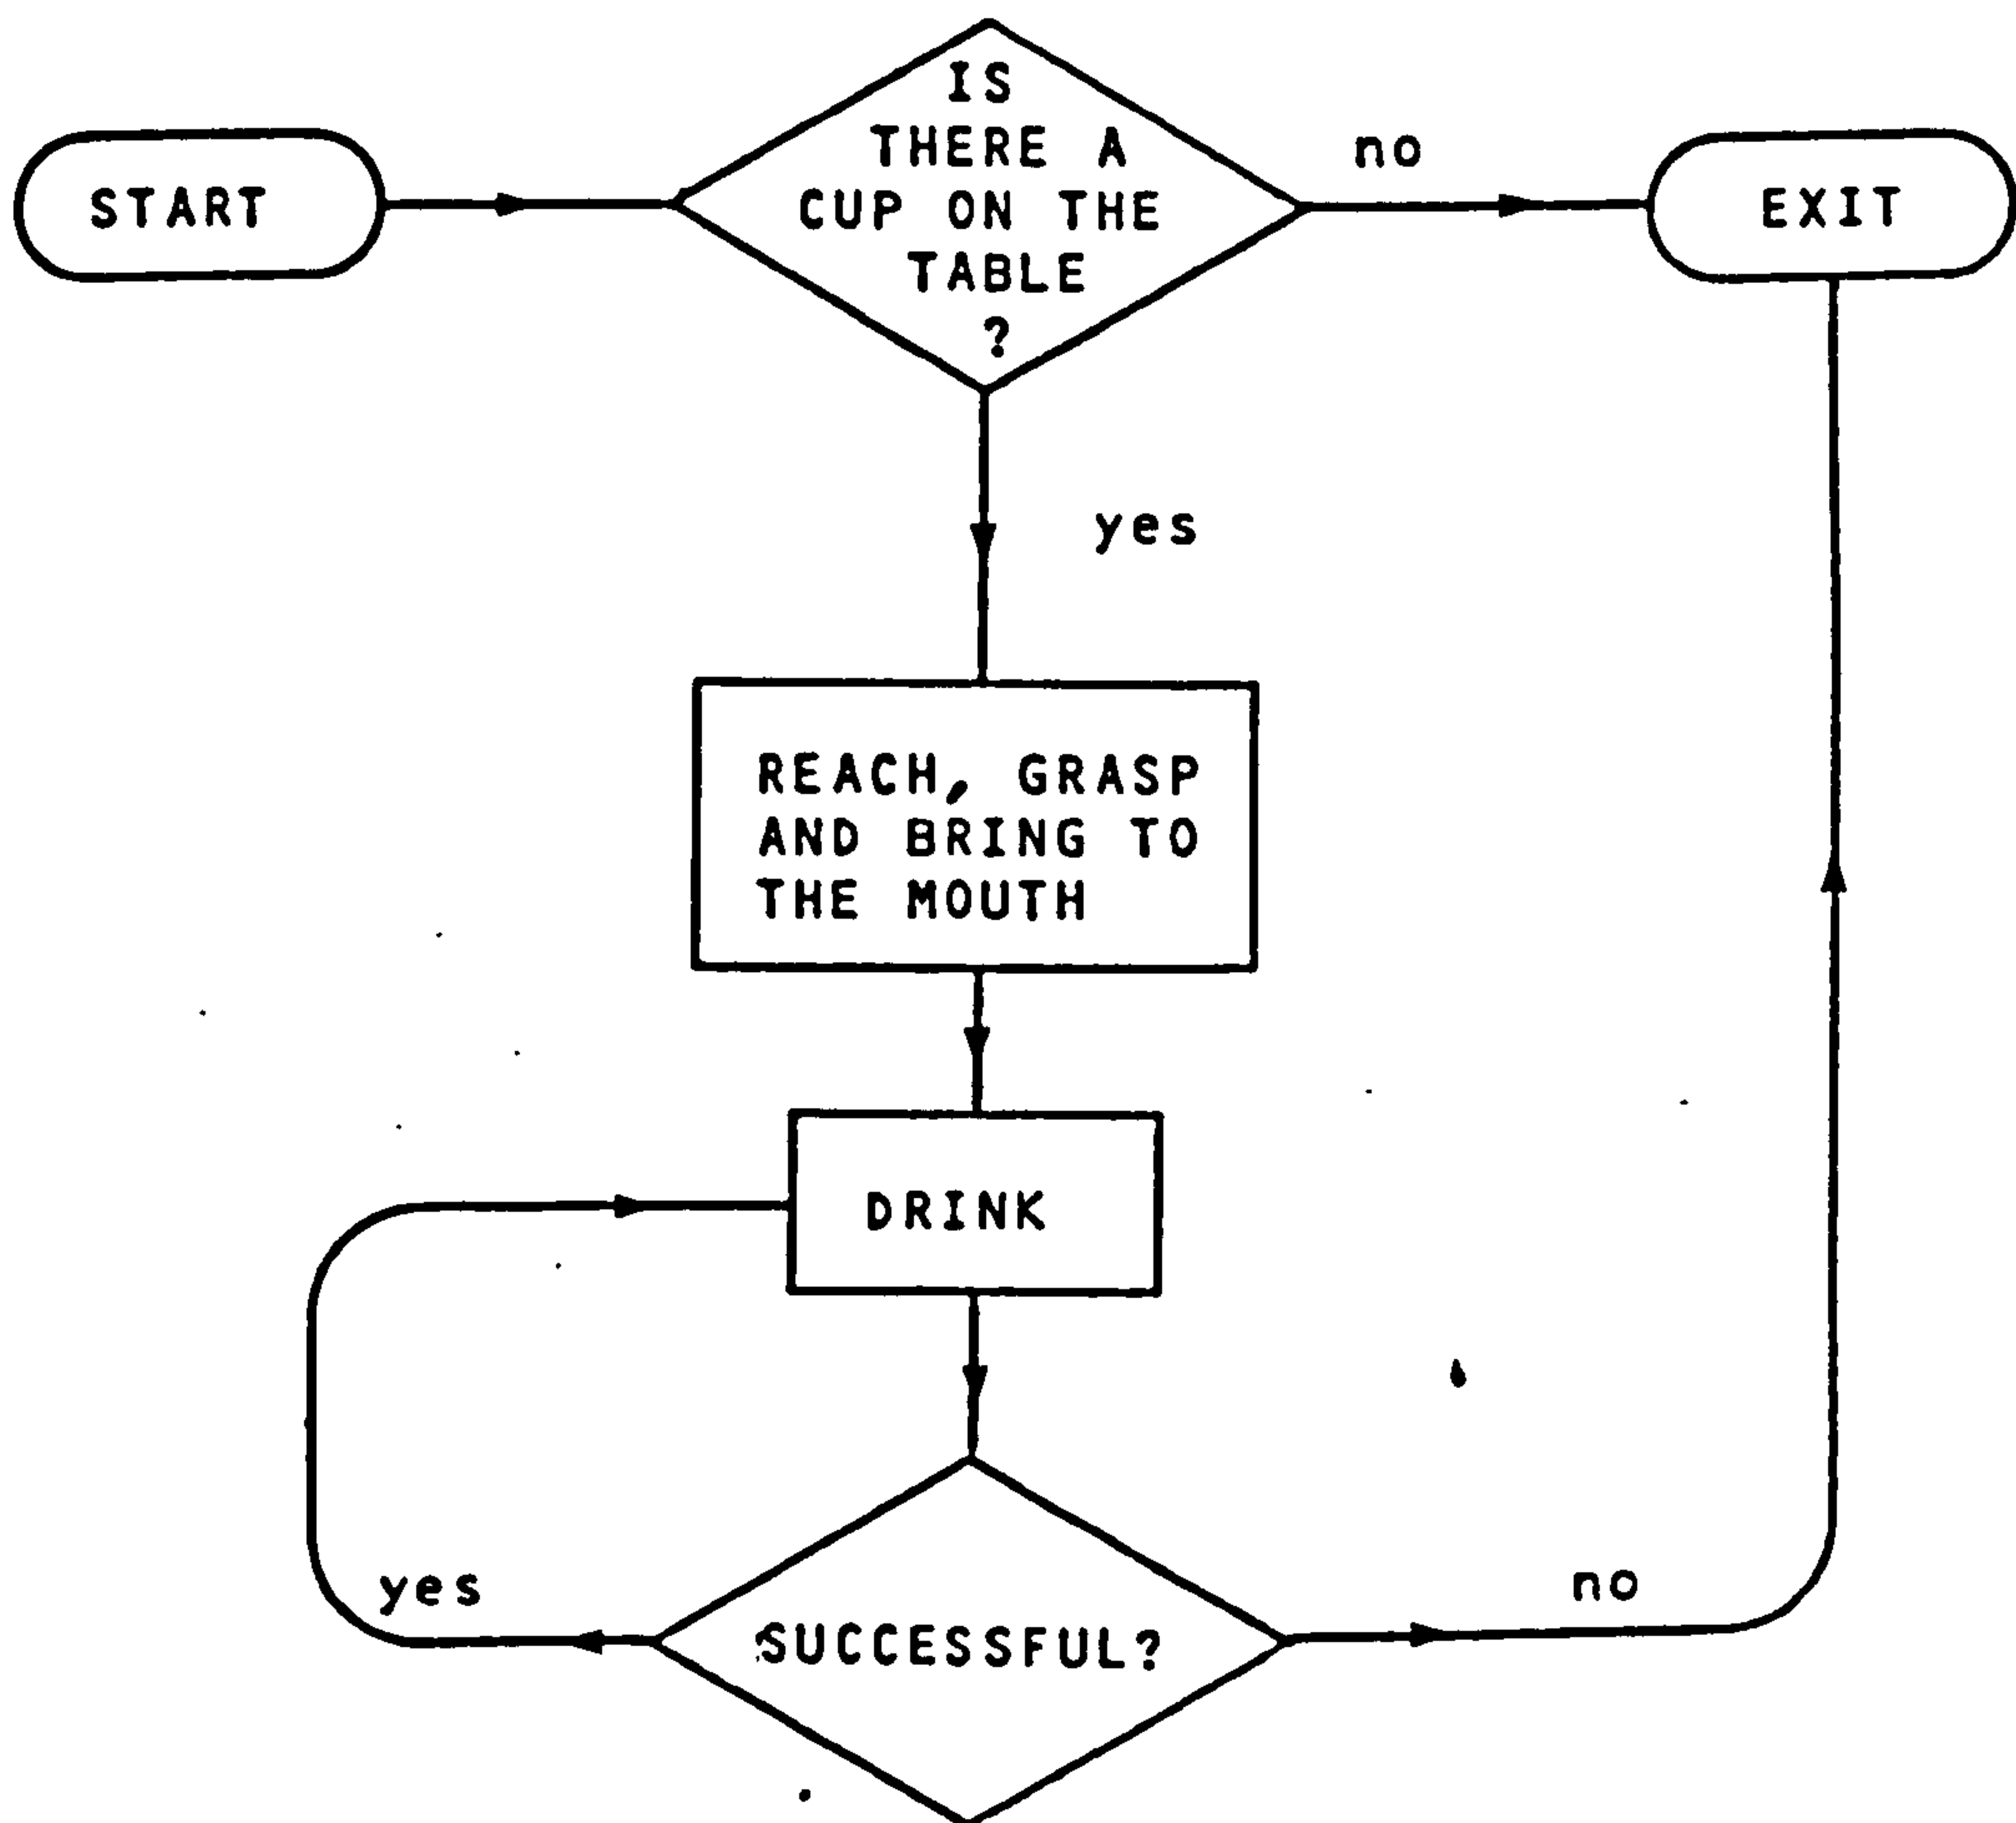 START
IS
THERE A
CUP ON THE
TABLE
?
no
EXIT
yes
REACH, GRASP
AND BRING TO
THE MOUTH
DRINK
SUCCESSFUL?
yes
no